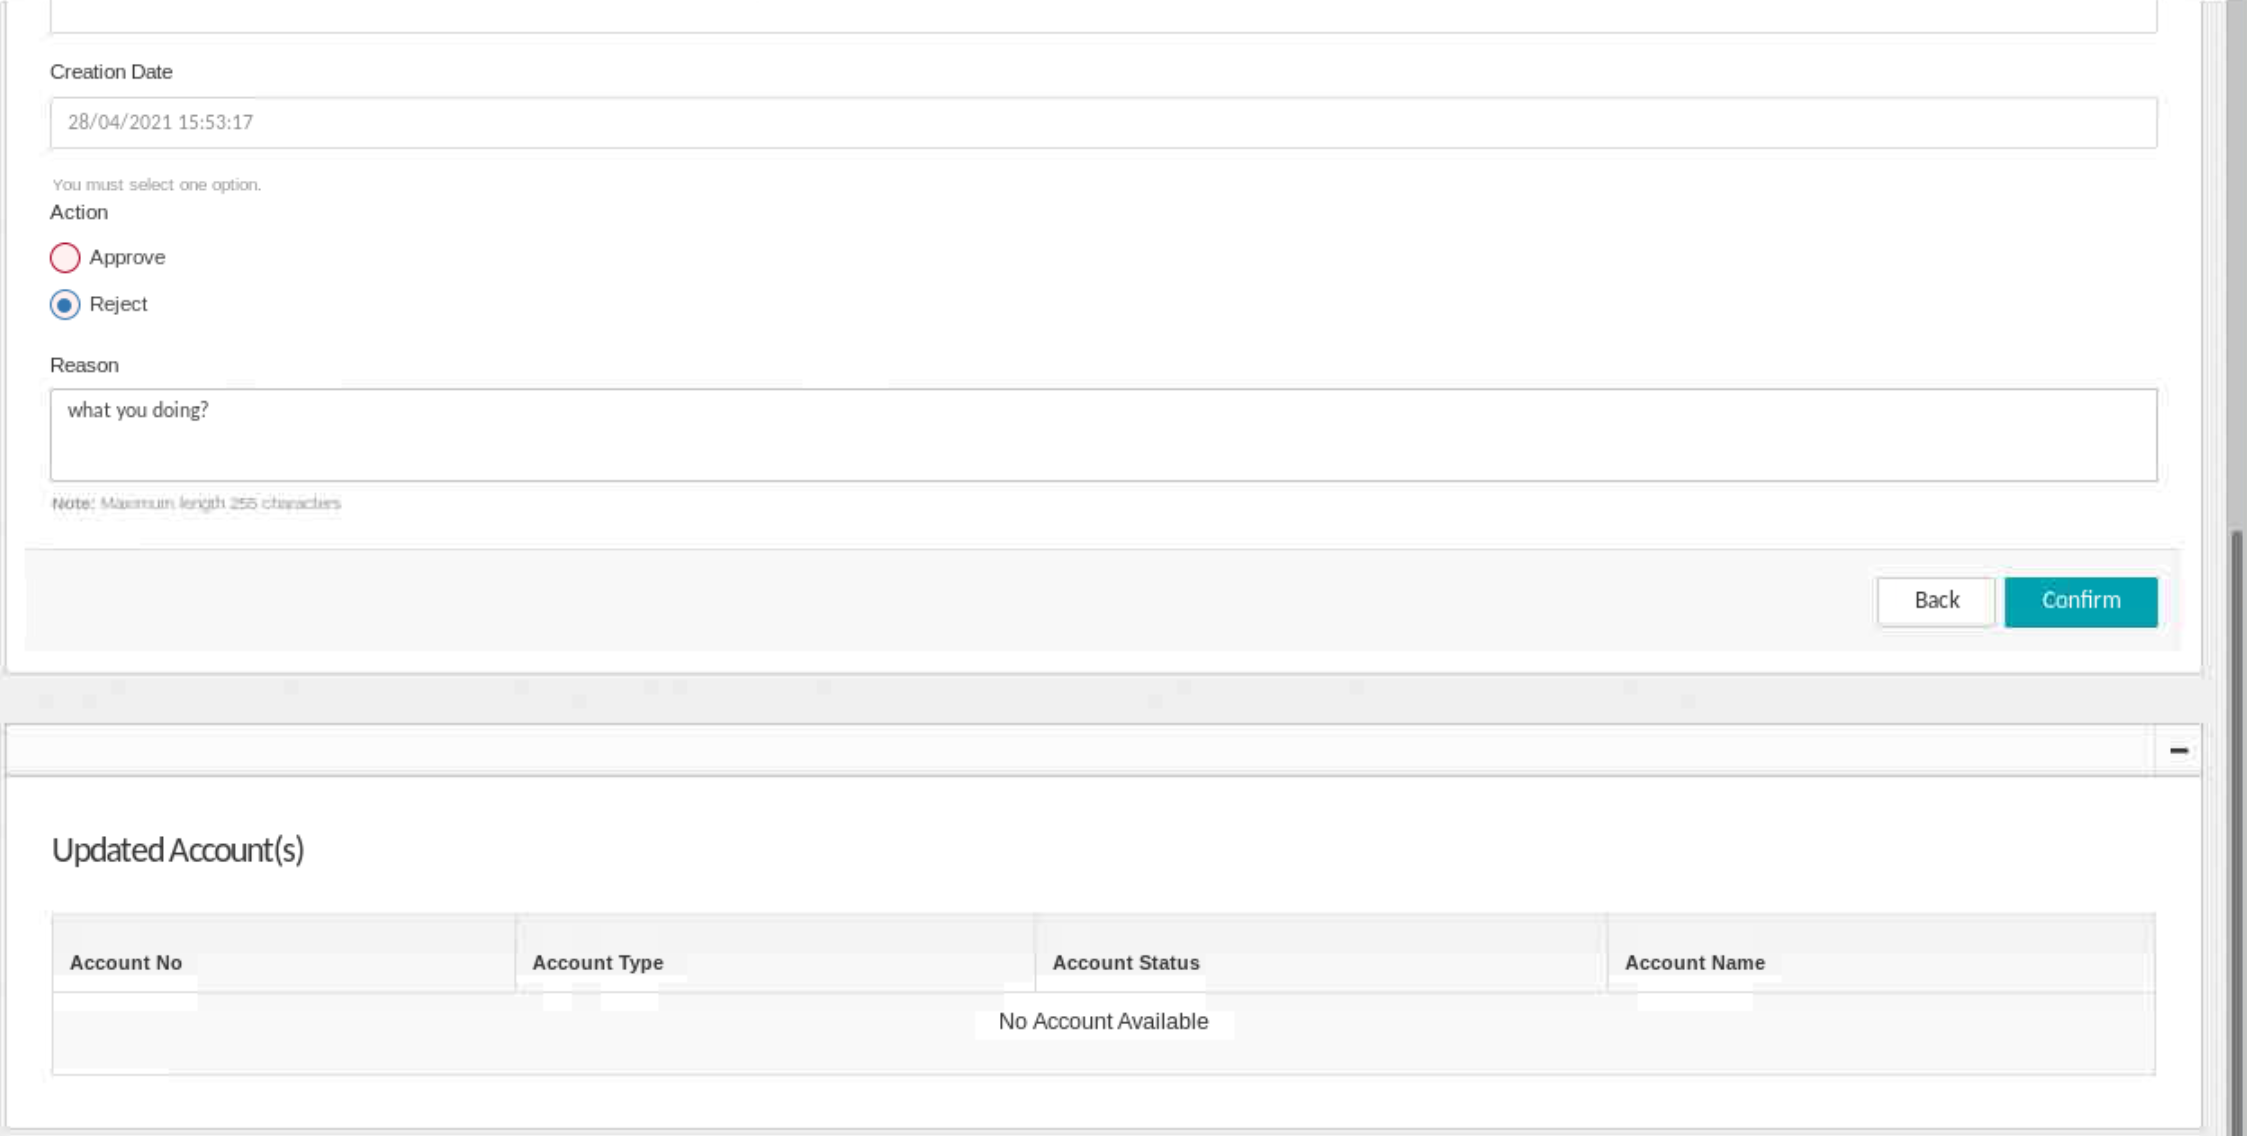 Creation Date
28/04/2021 15:53:17
You must select one option.
Action
Approve
Reject
Reason
what you doing?
Note: Maximum length 255 characters
Back Confirm
Updated Account(s)
Account No Account Type Account Status Account Name
No Account Available